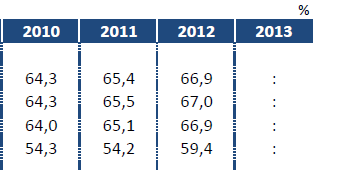 %
2010 2011 2012 2013
64,3 65,4 66,9 :
64,3 65,5 67,0 :
64,0 65,1 66,9 :
54,3 54,2 59,4 :